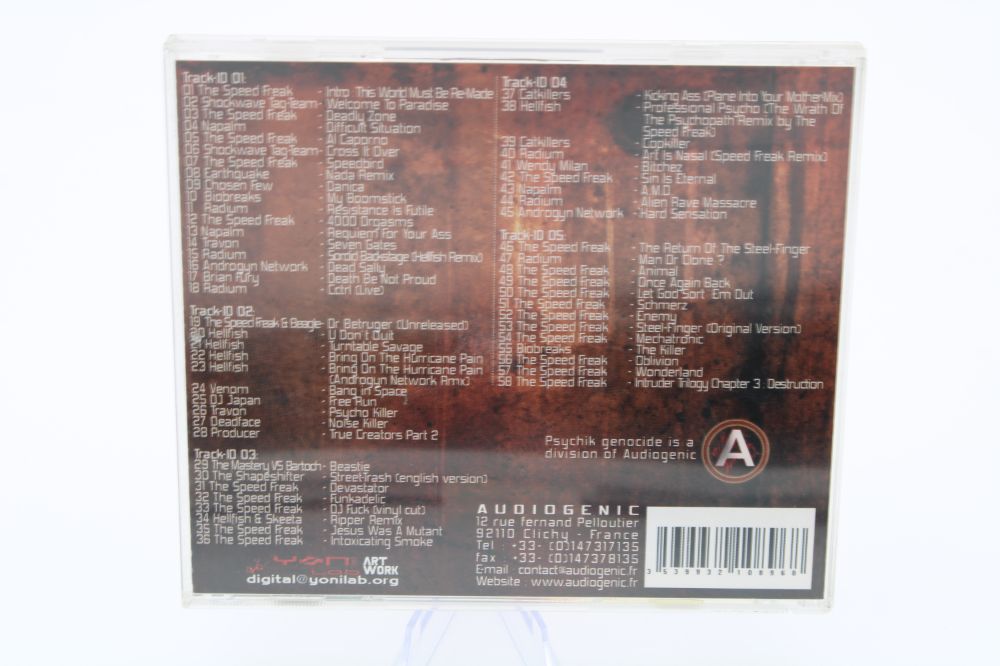 Track-ID 01:
01 The Speed Freak - Intro: This World Must Be Re-Made
02 Shockwave Tag-Team - Welcome To Paradise
03 The Speed Freak - Deadly Zone
04 Napalm - Difficult Situation
05 The Speed Freak - Al Caporno
06 Shockwave Tag-Team - Cross It Over
07 The Speed Freak - Speedbird
08 Earthquake - Nada Remix
09 Chosen Few - Danica
10 Biobreaks - My Boomstick
11 Radium - Resistance Is Futile
12 The Speed Freak - 4000 Orgasms
13 Napalm - Requiem For Your Ass
14 Travon - Seven Gates
15 Radium - Sordid Backstage (Hellfish Remix)
16 Androgyn Network - Dead Sally
17 Brian Fury - Death Be Not Proud
18 Radium - Cctrl (Live)
Track-ID 02:
19 The Speed Freak & Beagle - Dr Betruger (Unreleased)
20 Hellfish - U Don't Quit
21 Hellfish - Turntable Savage
22 Hellfish - Bring On The Hurricane Pain
23 Hellfish - Bring On The Hurricane Pain
(Androgyn Network Rmx)
24 Venom - Bang in Space
25 DJ Japan - Free Run
26 Travon - Psycho Killer
27 Deadface - Noise Killer
28 Producer - True Creators Part 2
Track-ID 03:
29 The Mastery VS Bartoch - Beastie
30 The Shapeshifter - Street-Trash (english version)
31 The Speed Freak - Devastator
32 The Speed Freak - Funkadelic
33 The Speed Freak - DJ Fuck (vinyl cut)
34 Hellfish & Skeeta - Ripper Remix
35 The Speed Freak - Jesus Was A Mutant
36 The Speed Freak - Intoxicating Smoke
YON
LAB
ART
WORK
digital@yonilab.org
Track-ID 04
37 Catkillers - Kicking Ass (Plane Into Your Mother-Mix)
38 Hellfish - Professional Psycho (The Wraith Of
The Psychopath Remix by The
Speed Freak)
39 Catkillers - Copkiller
40 Radium - Art Is Nasal (Speed Freak Remix)
41 Wendy Milan - Bitchez
42 The Speed Freak - Sin Is Eternal
43 Napalm - A.M.D.
44 Radium - Alien Rave Massacre
45 Androgyn Network - Hard Sensation
Track-ID 05:
46 The Speed Freak - The Return Of The Steel-Finger
47 Radium - Man Or Clone ?
48 The Speed Freak - Animal
49 The Speed Freak - Once Again Back
50 The Speed Freak - Let God Sort 'Em Out
51 The Speed Freak - Schmerz
52 The Speed Freak - Enemy
53 The Speed Freak - Steel-Finger (Original Version)
54 The Speed Freak - Mechatronic
55 Biobreaks - The Killer
56 The Speed Freak - Oblivion
57 The Speed Freak - Wonderland
58 The Speed Freak - Intruder Trilogy Chapter 3 : Destruction
Psychik genocide is a
division of Audiogenic
A
AUDIOGENIC
12 rue fernand Pelloutier
92110 Clichy - France
Tel : +33- (0)147317135
fax : +33- (0)147378135
E-mail : contact@audiogenic.fr
Website : www.audiogenic.fr
3 539932 108968